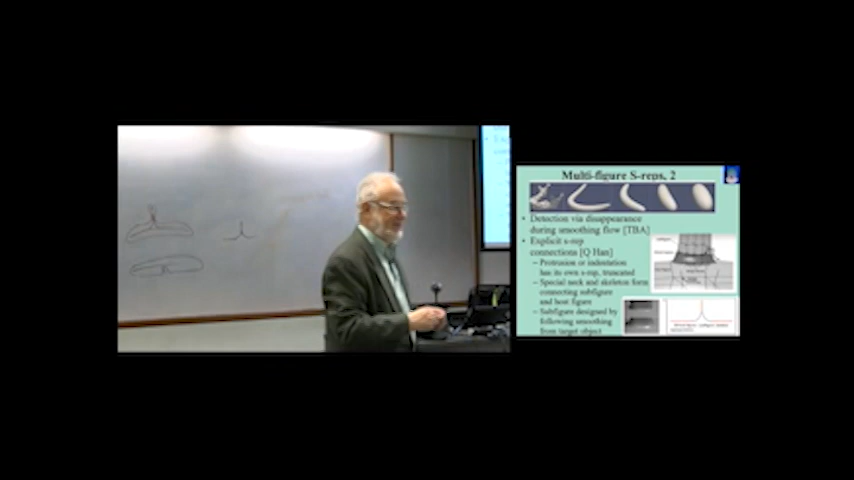 Multi-figure S-reps, 2
• Detection via disappearance
during smoothing flow [TBA]
• Explicit s-rep
connections [Q Han]
– Protrusion or indentation
has its own s-rep, truncated
– Special neck and skeleton form
connecting subfigure
and host figure
– Subfigure designed by
following smoothing
from target object